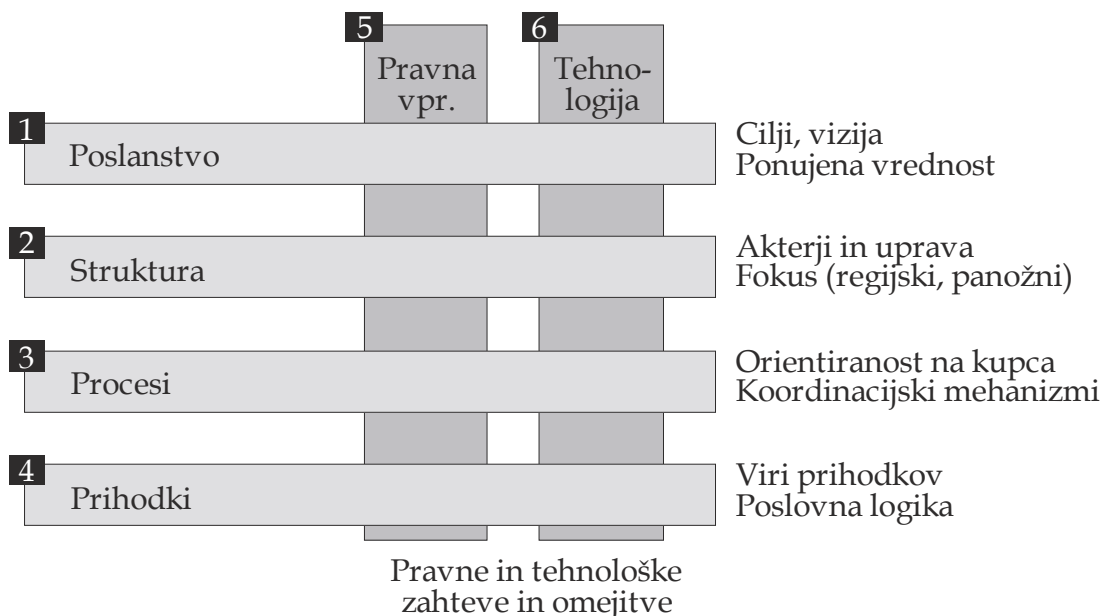 5
Pravna
vpr.
6
Tehno-
logija
1
Poslanstvo
Cilji, vizija
Ponujena vrednost
2
Struktura
Akterji in uprava
Fokus (regijski, panožni)
3
Procesi
Orientiranost na kupca
Koordinacijski mehanizmi
4
Prihodki
Viri prihodkov
Poslovna logika
Pravne in tehnološke
zahteve in omejitve